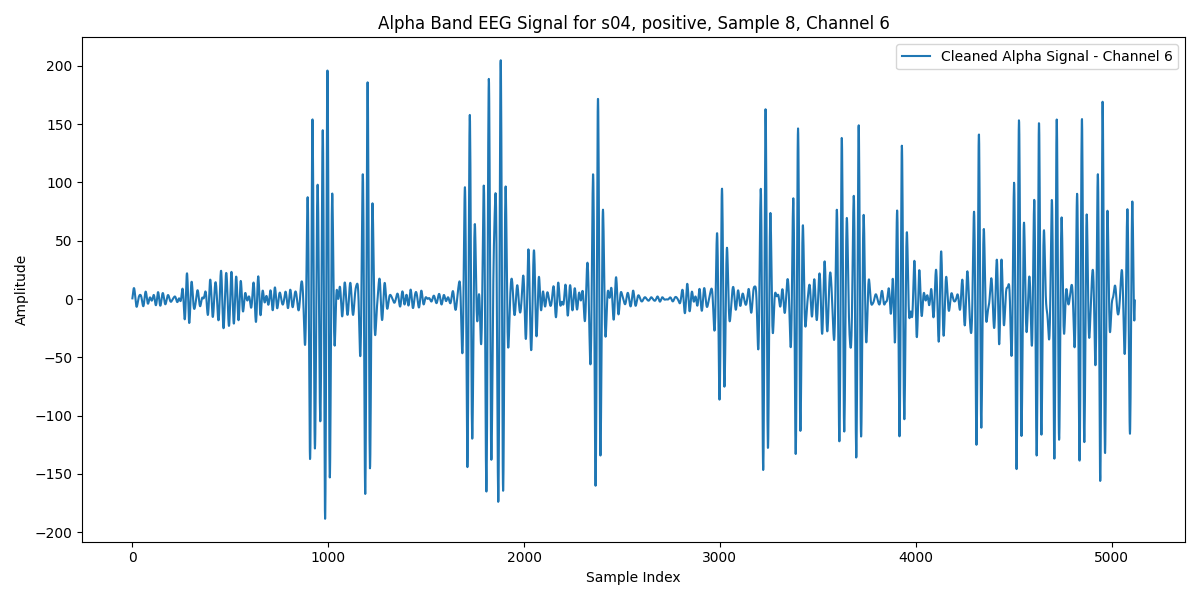 Alpha Band EEG Signal for s04, positive, Sample 8, Channel 6
Cleaned Alpha Signal - Channel 6
Amplitude
200
150
100
50
0
−50
−100
−150
−200
0 1000 2000 3000 4000 5000
Sample Index